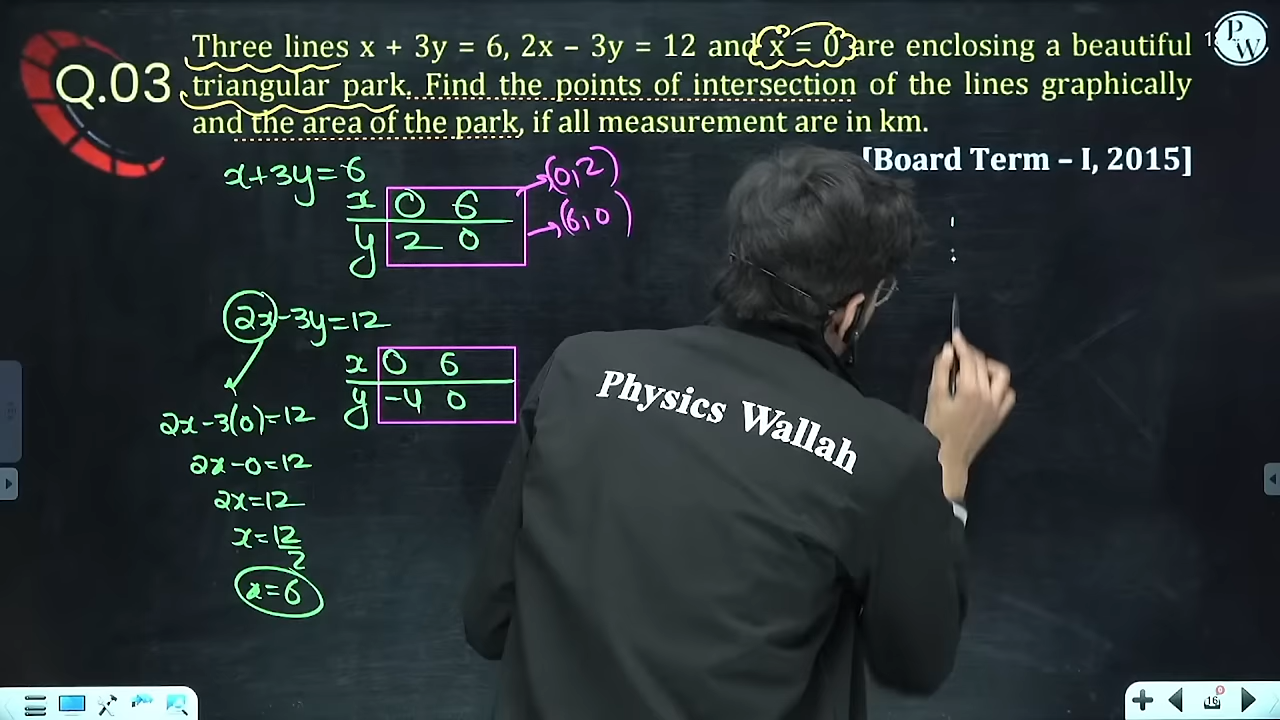 Q.03
Three lines x + 3y = 6, 2x – 3y = 12 and x = 0 are enclosing a beautiful
triangular park. Find the points of intersection of the lines graphically
and the area of the park, if all measurement are in km.
[Board Term – I, 2015]
PW
x+3y=6
x 0 6
y 2 0
→(0,2)
→(6,0)
2x-3y=12
x 0 6
y -4 0
2x-3(0)=12
2x-0=12
2x=12
x=12/2
x=6
Physics Wallah
16